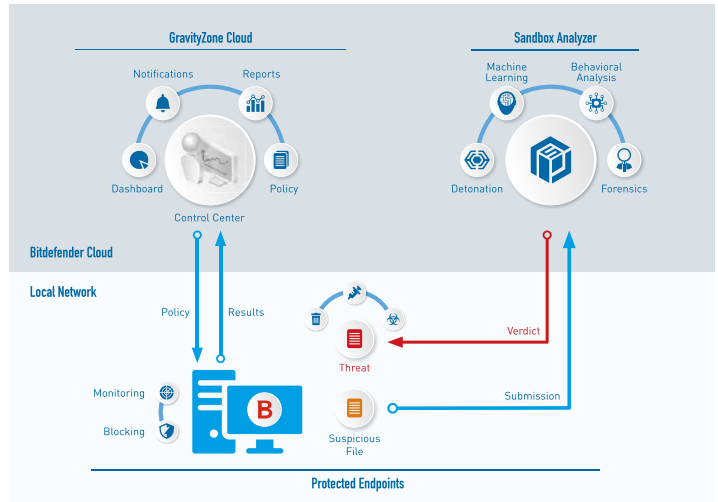 GravityZone Cloud
Sandbox Analyzer
Notifications
Reports
Machine
Learning
Behavioral
Analysis
Dashboard
Policy
Detonation
Forensics
Control Center
Bitdefender Cloud
Local Network
Policy
Results
Verdict
Threat
Monitoring
Submission
B
Blocking
Suspicious
File
Protected Endpoints